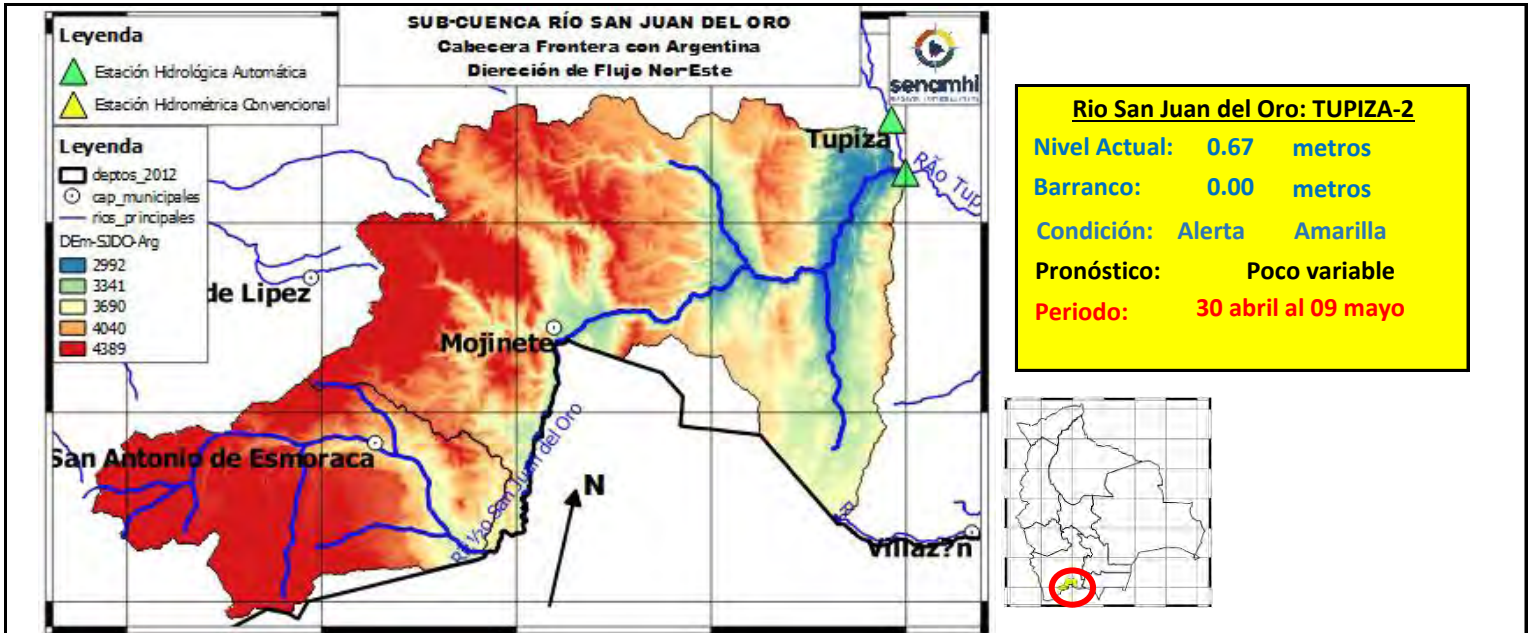 SUB-CUENCA RÍO SAN JUAN DEL ORO
Cabecera Frontera con Argentina
Diercción de Flujo Nor-Este
Leyenda
Estación Hidrológica Automática
Estación Hidrométrica Convencional
senamhi
Leyenda
deptos_2012
cap_municipales
rios_principales
DEm-SJDO-Arg
2992
3341
3690
4040
4389
Tupiza
RÃo Tup
de Lipez
Mojinete
San Antonio de Esmoraca
San Juan del Oro
N
Villaz?n
Rio San Juan del Oro: TUPIZA-2
Nivel Actual: 0.67 metros
Barranco: 0.00 metros
Condición: Alerta Amarilla
Pronóstico: Poco variable
Periodo: 30 abril al 09 mayo